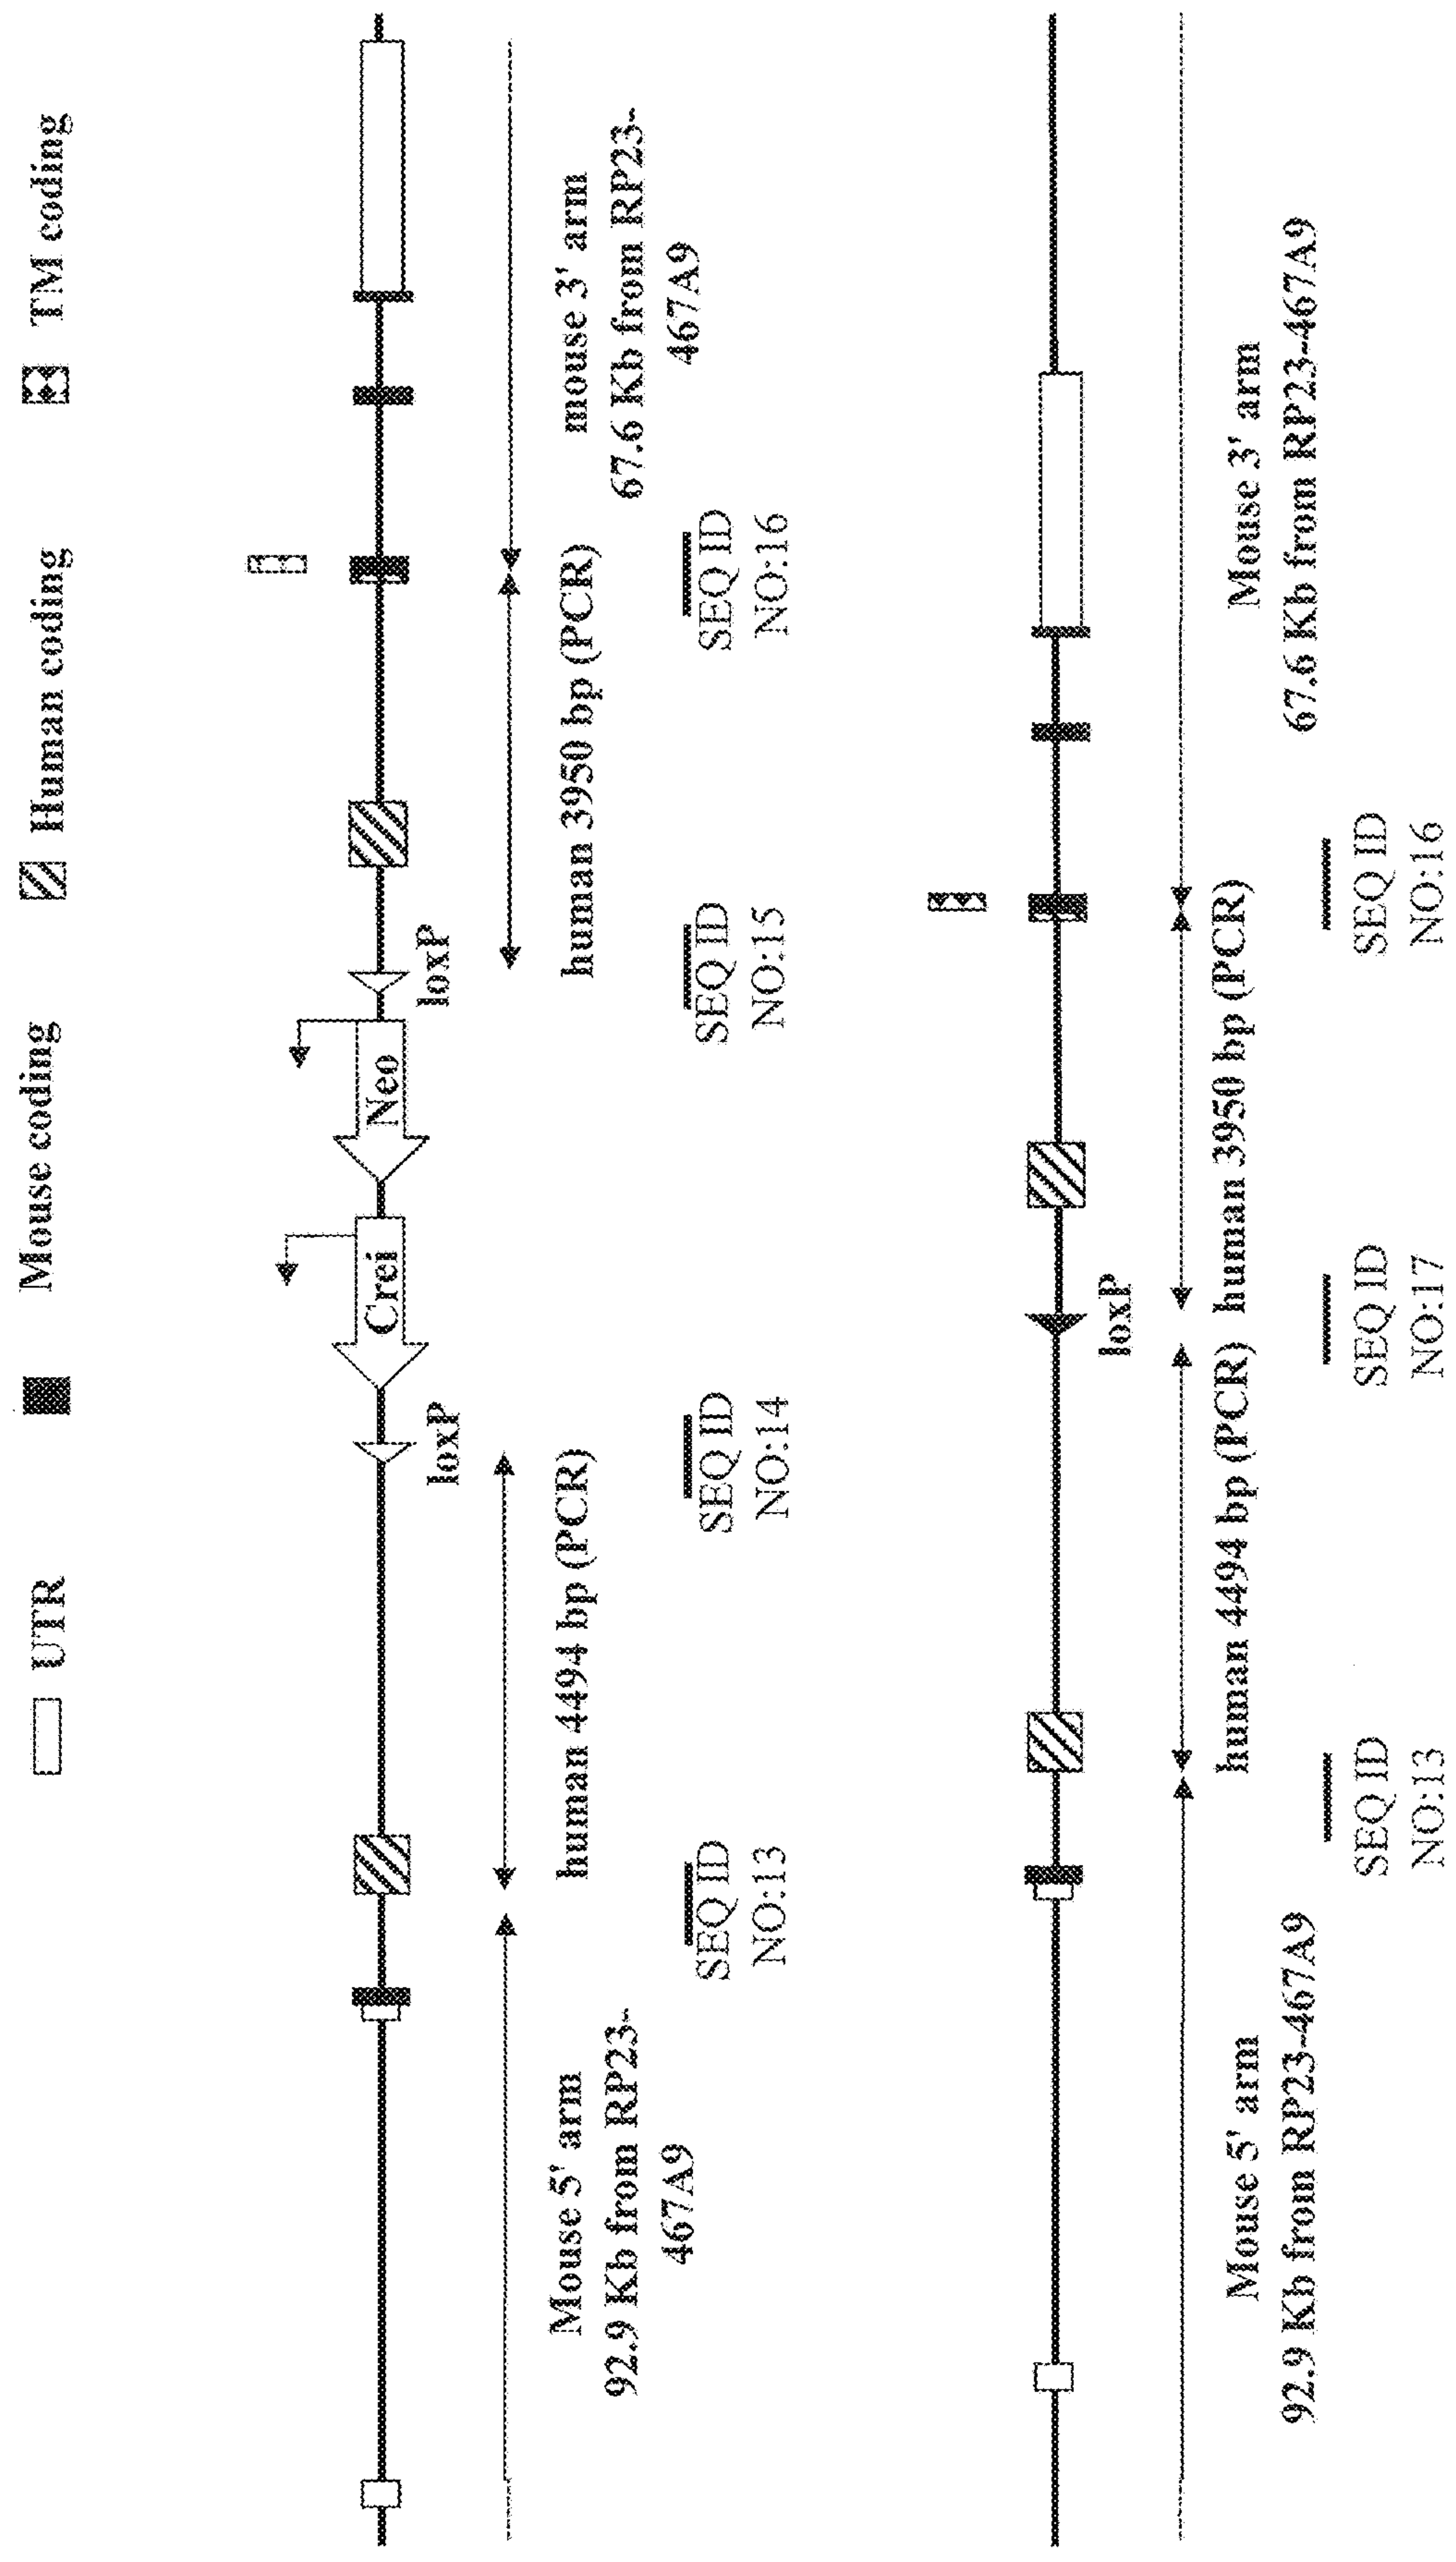 UTR
Mouse coding
Human coding
TM coding
loxP
Crei
Neo
loxP
Mouse 5' arm
92.9 Kb from RP23-
467A9
human 4494 bp (PCR)
human 3950 bp (PCR)
mouse 3' arm
67.6 Kb from RP23-
467A9
SEQ ID
NO:13
SEQ ID
NO:14
SEQ ID
NO:15
SEQ ID
NO:16
loxP
Mouse 5' arm
92.9 Kb from RP23-467A9
human 4494 bp (PCR)
human 3950 bp (PCR)
Mouse 3' arm
67.6 Kb from RP23-467A9
SEQ ID
NO:13
SEQ ID
NO:17
SEQ ID
NO:16